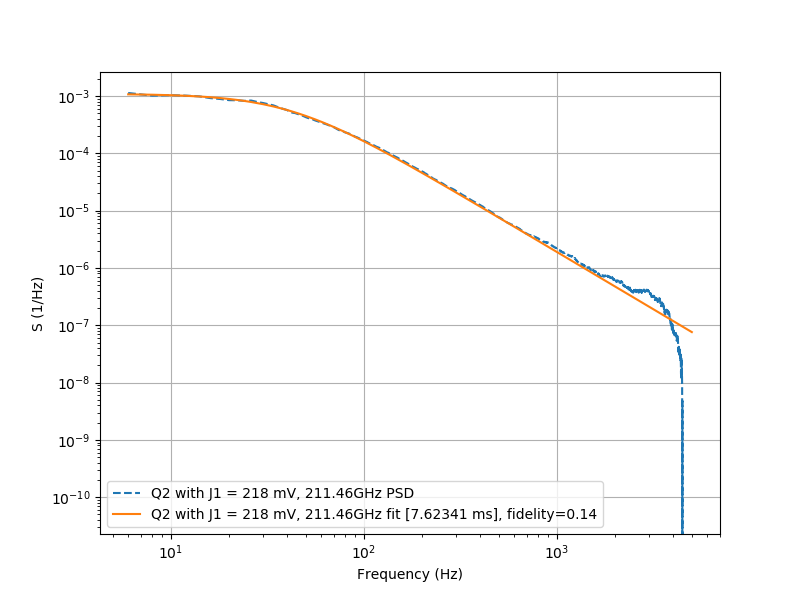 10⁻³
10⁻⁴
10⁻⁵
10⁻⁶
10⁻⁷
10⁻⁸
10⁻⁹
10⁻¹⁰
S (1/Hz)
Q2 with J1 = 218 mV, 211.46GHz PSD
Q2 with J1 = 218 mV, 211.46GHz fit [7.62341 ms], fidelity=0.14
10¹ 10² 10³
Frequency (Hz)